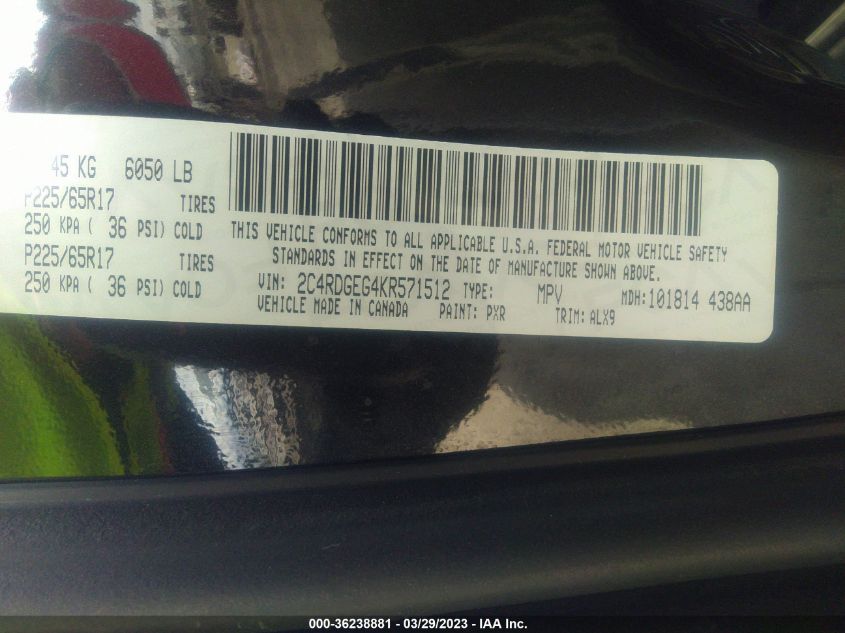 45 KG 6050 LB
P225/65R17 TIRES
250 KPA ( 36 PSI) COLD
P225/65R17 TIRES
250 KPA ( 36 PSI) COLD
THIS VEHICLE CONFORMS TO ALL APPLICABLE U.S.A. FEDERAL MOTOR VEHICLE SAFETY
STANDARDS IN EFFECT ON THE DATE OF MANUFACTURE SHOWN ABOVE.
VIN: 2C4RDGEG4KR571512 TYPE: MPV MDH:101814 438AA
VEHICLE MADE IN CANADA PAINT: PXR TRIM: ALX9
000-36238881 - 03/29/2023 - IAA Inc.